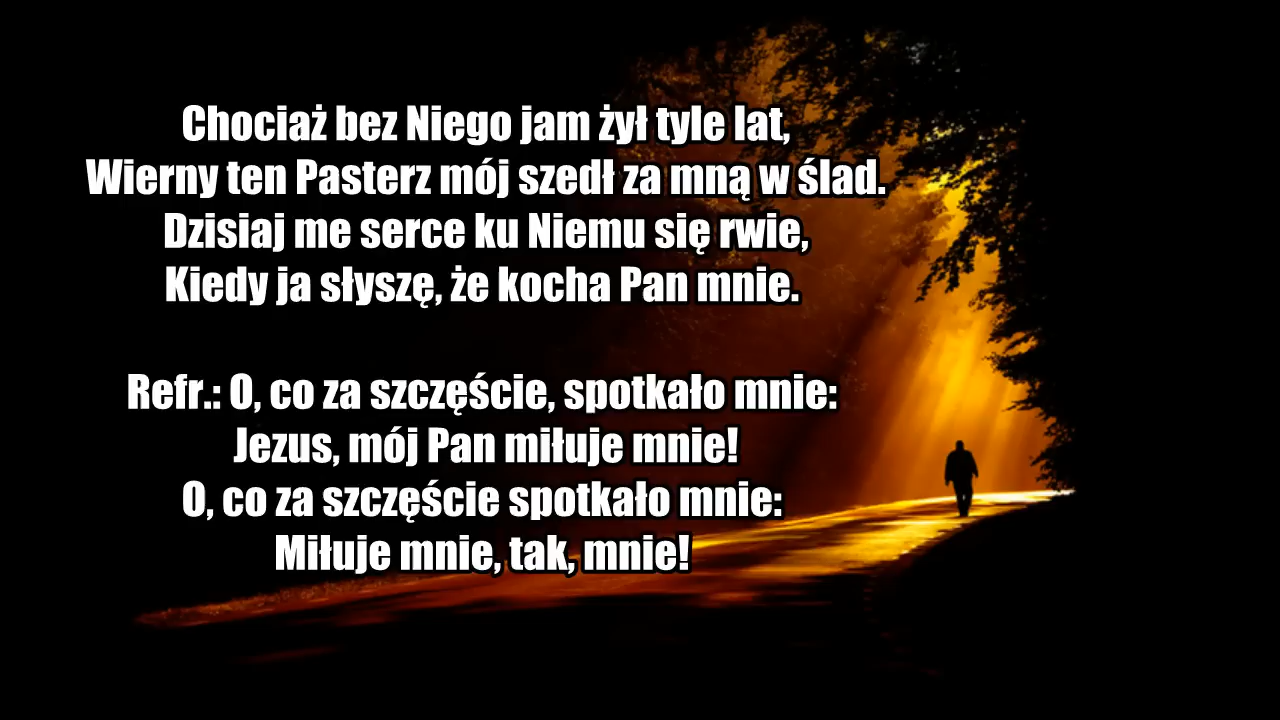 Chociaż bez Niego jam żył tyle lat,
Wierny ten Pasterz mój szedł za mną w ślad.
Dzisiaj me serce ku Niemu się rwie,
Kiedy ja słyszę, że kocha Pan mnie.
Refr.: O, co za szczęście, spotkało mnie:
Jezus, mój Pan miłuje mnie!
O, co za szczęście spotkało mnie:
Miłuje mnie, tak, mnie!